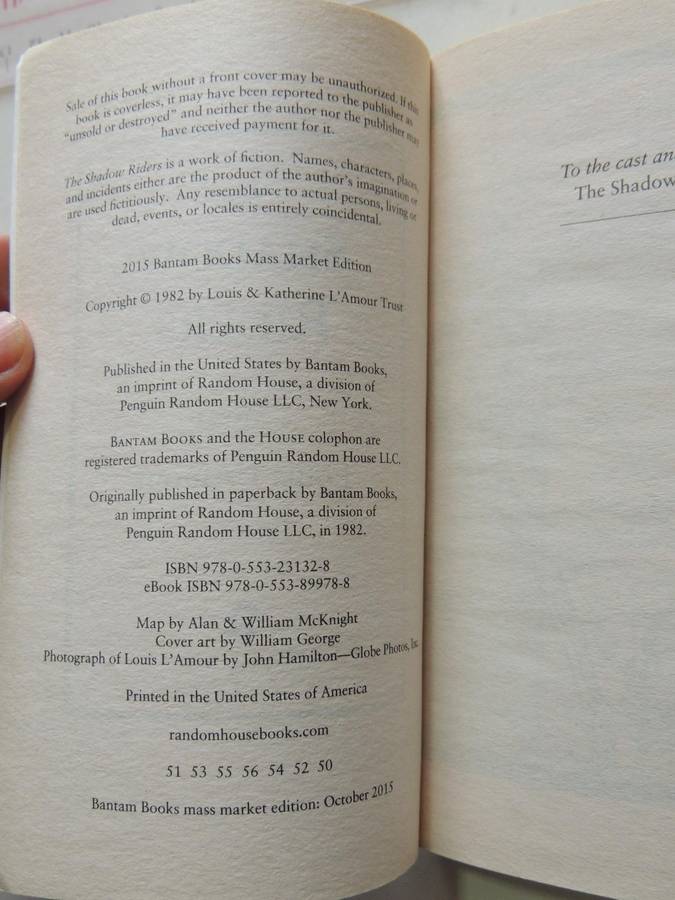 Sale of this book without a front cover may be unauthorized. If this
book is coverless, it may have been reported to the publisher as
"unsold or destroyed" and neither the author nor the publisher may
have received payment for it.
The Shadow Riders is a work of fiction. Names, characters, places,
and incidents either are the product of the author's imagination or
are used fictitiously. Any resemblance to actual persons, living or
dead, events, or locales is entirely coincidental.
2015 Bantam Books Mass Market Edition
Copyright © 1982 by Louis & Katherine L'Amour Trust
All rights reserved.
Published in the United States by Bantam Books,
an imprint of Random House, a division of
Penguin Random House LLC, New York.
BANTAM BOOKS and the HOUSE colophon are
registered trademarks of Penguin Random House LLC.
Originally published in paperback by Bantam Books,
an imprint of Random House, a division of
Penguin Random House LLC, in 1982.
ISBN 978-0-553-23132-8
eBook ISBN 978-0-553-89978-8
Map by Alan & William McKnight
Cover art by William George
Photograph of Louis L'Amour by John Hamilton—Globe Photos, Inc.
Printed in the United States of America
randomhousebooks.com
51 53 55 56 54 52 50
Bantam Books mass market edition: October 2015
To the cast an
The Shadow